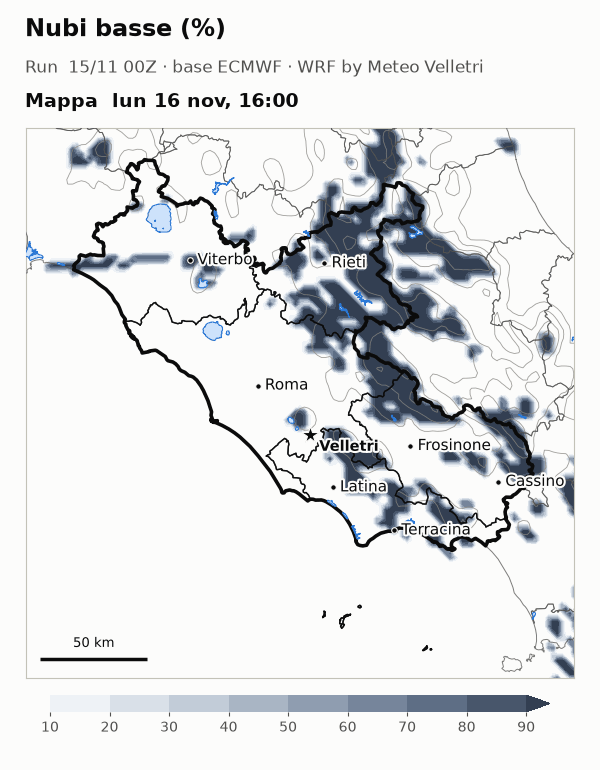 Nubi basse (%)
Run 15/11 00Z · base ECMWF · WRF by Meteo Velletri
Mappa lun 16 nov, 16:00
Viterbo
Rieti
Roma
Velletri
Frosinone
Latina
Cassino
Terracina
50 km
10 20 30 40 50 60 70 80 90